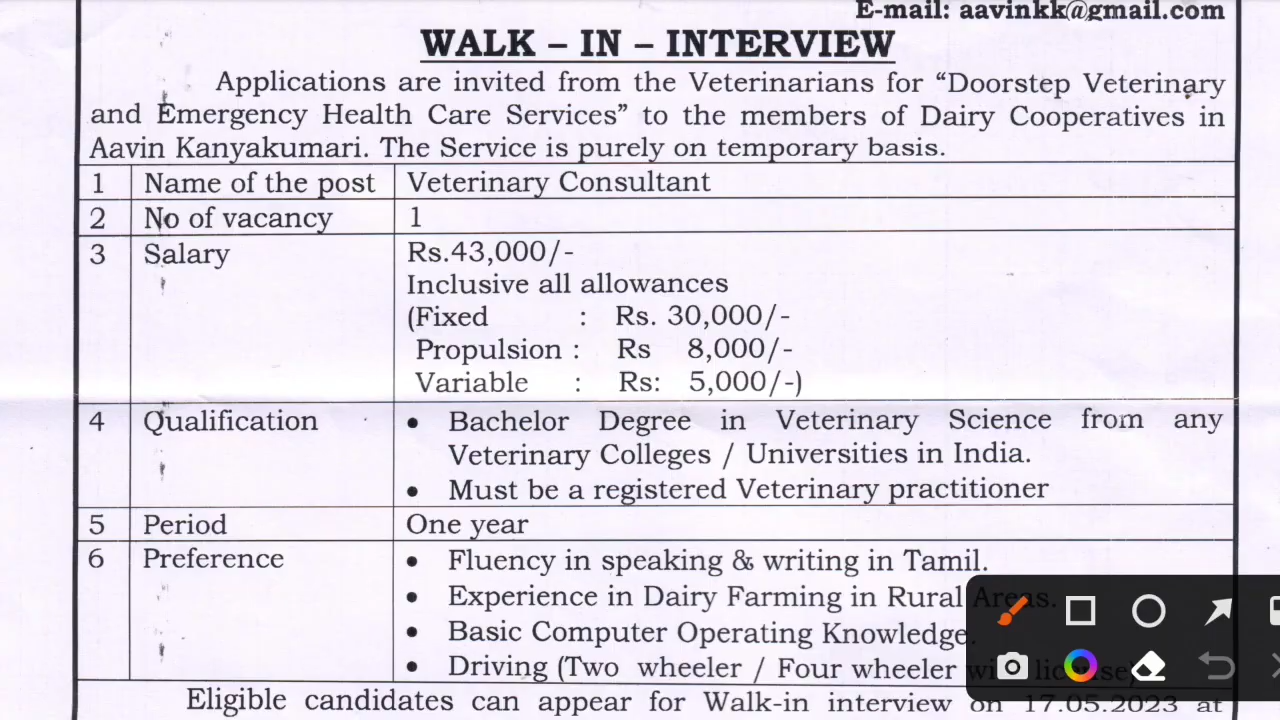 E-mail: aavinkk@gmail.com
WALK – IN – INTERVIEW
Applications are invited from the Veterinarians for “Doorstep Veterinary
and Emergency Health Care Services” to the members of Dairy Cooperatives in
Aavin Kanyakumari. The Service is purely on temporary basis.
1 Name of the post Veterinary Consultant
2 No of vacancy 1
3 Salary Rs.43,000/-
Inclusive all allowances
(Fixed : Rs. 30,000/-
Propulsion : Rs 8,000/-
Variable : Rs: 5,000/-)
4 Qualification • Bachelor Degree in Veterinary Science from any
Veterinary Colleges / Universities in India.
• Must be a registered Veterinary practitioner
5 Period One year
6 Preference • Fluency in speaking & writing in Tamil.
• Experience in Dairy Farming in Rural Areas.
• Basic Computer Operating Knowledge.
• Driving (Two wheeler / Four wheeler with license)
Eligible candidates can appear for Walk-in interview on 17.05.2023 at